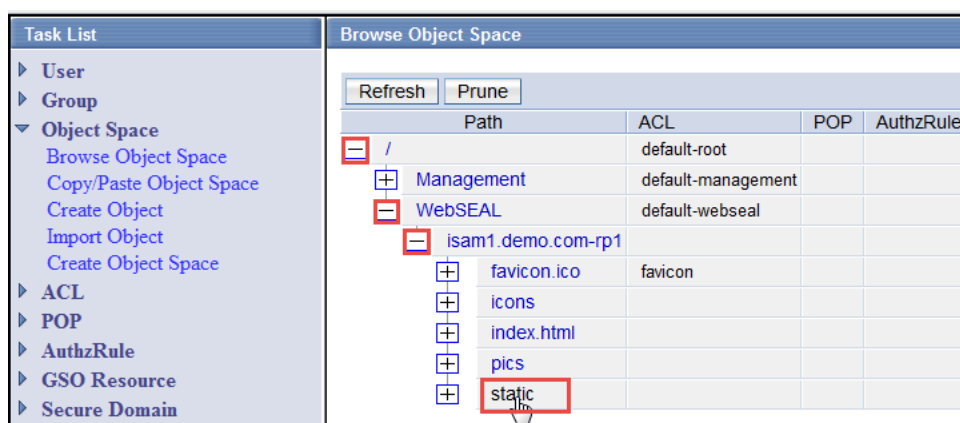 Task List
User
Group
Object Space
Browse Object Space
Copy/Paste Object Space
Create Object
Import Object
Create Object Space
ACL
POP
AuthzRule
GSO Resource
Secure Domain
Browse Object Space
Refresh Prune
Path ACL POP AuthzRule
/ default-root
Management default-management
WebSEAL default-webseal
isam1.demo.com-rp1
favicon.ico favicon
icons
index.html
pics
static